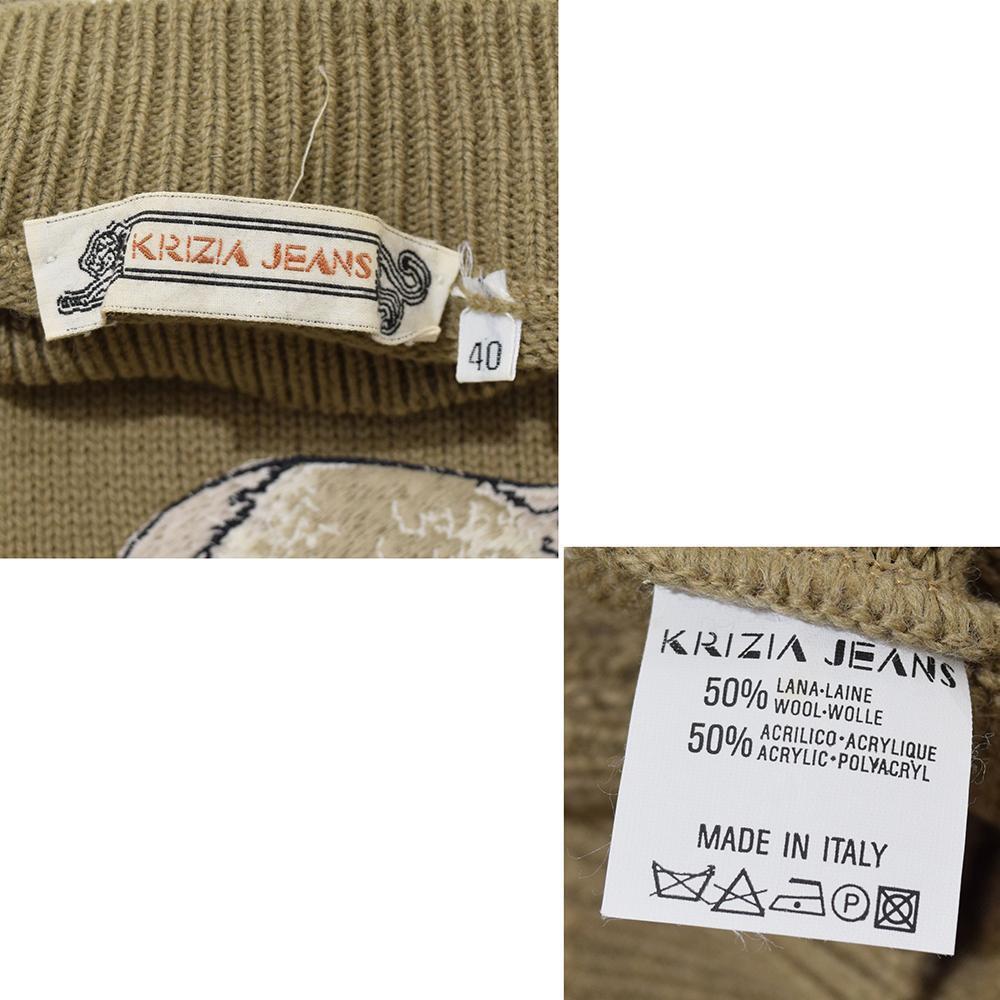 KRIZIA JEANS
40
KRIZIA JEANS
50% LANA•LAINE
WOOL•WOLLE
50% ACRILICO•ACRYLIQUE
ACRYLIC•POLYACRYL
MADE IN ITALY
P